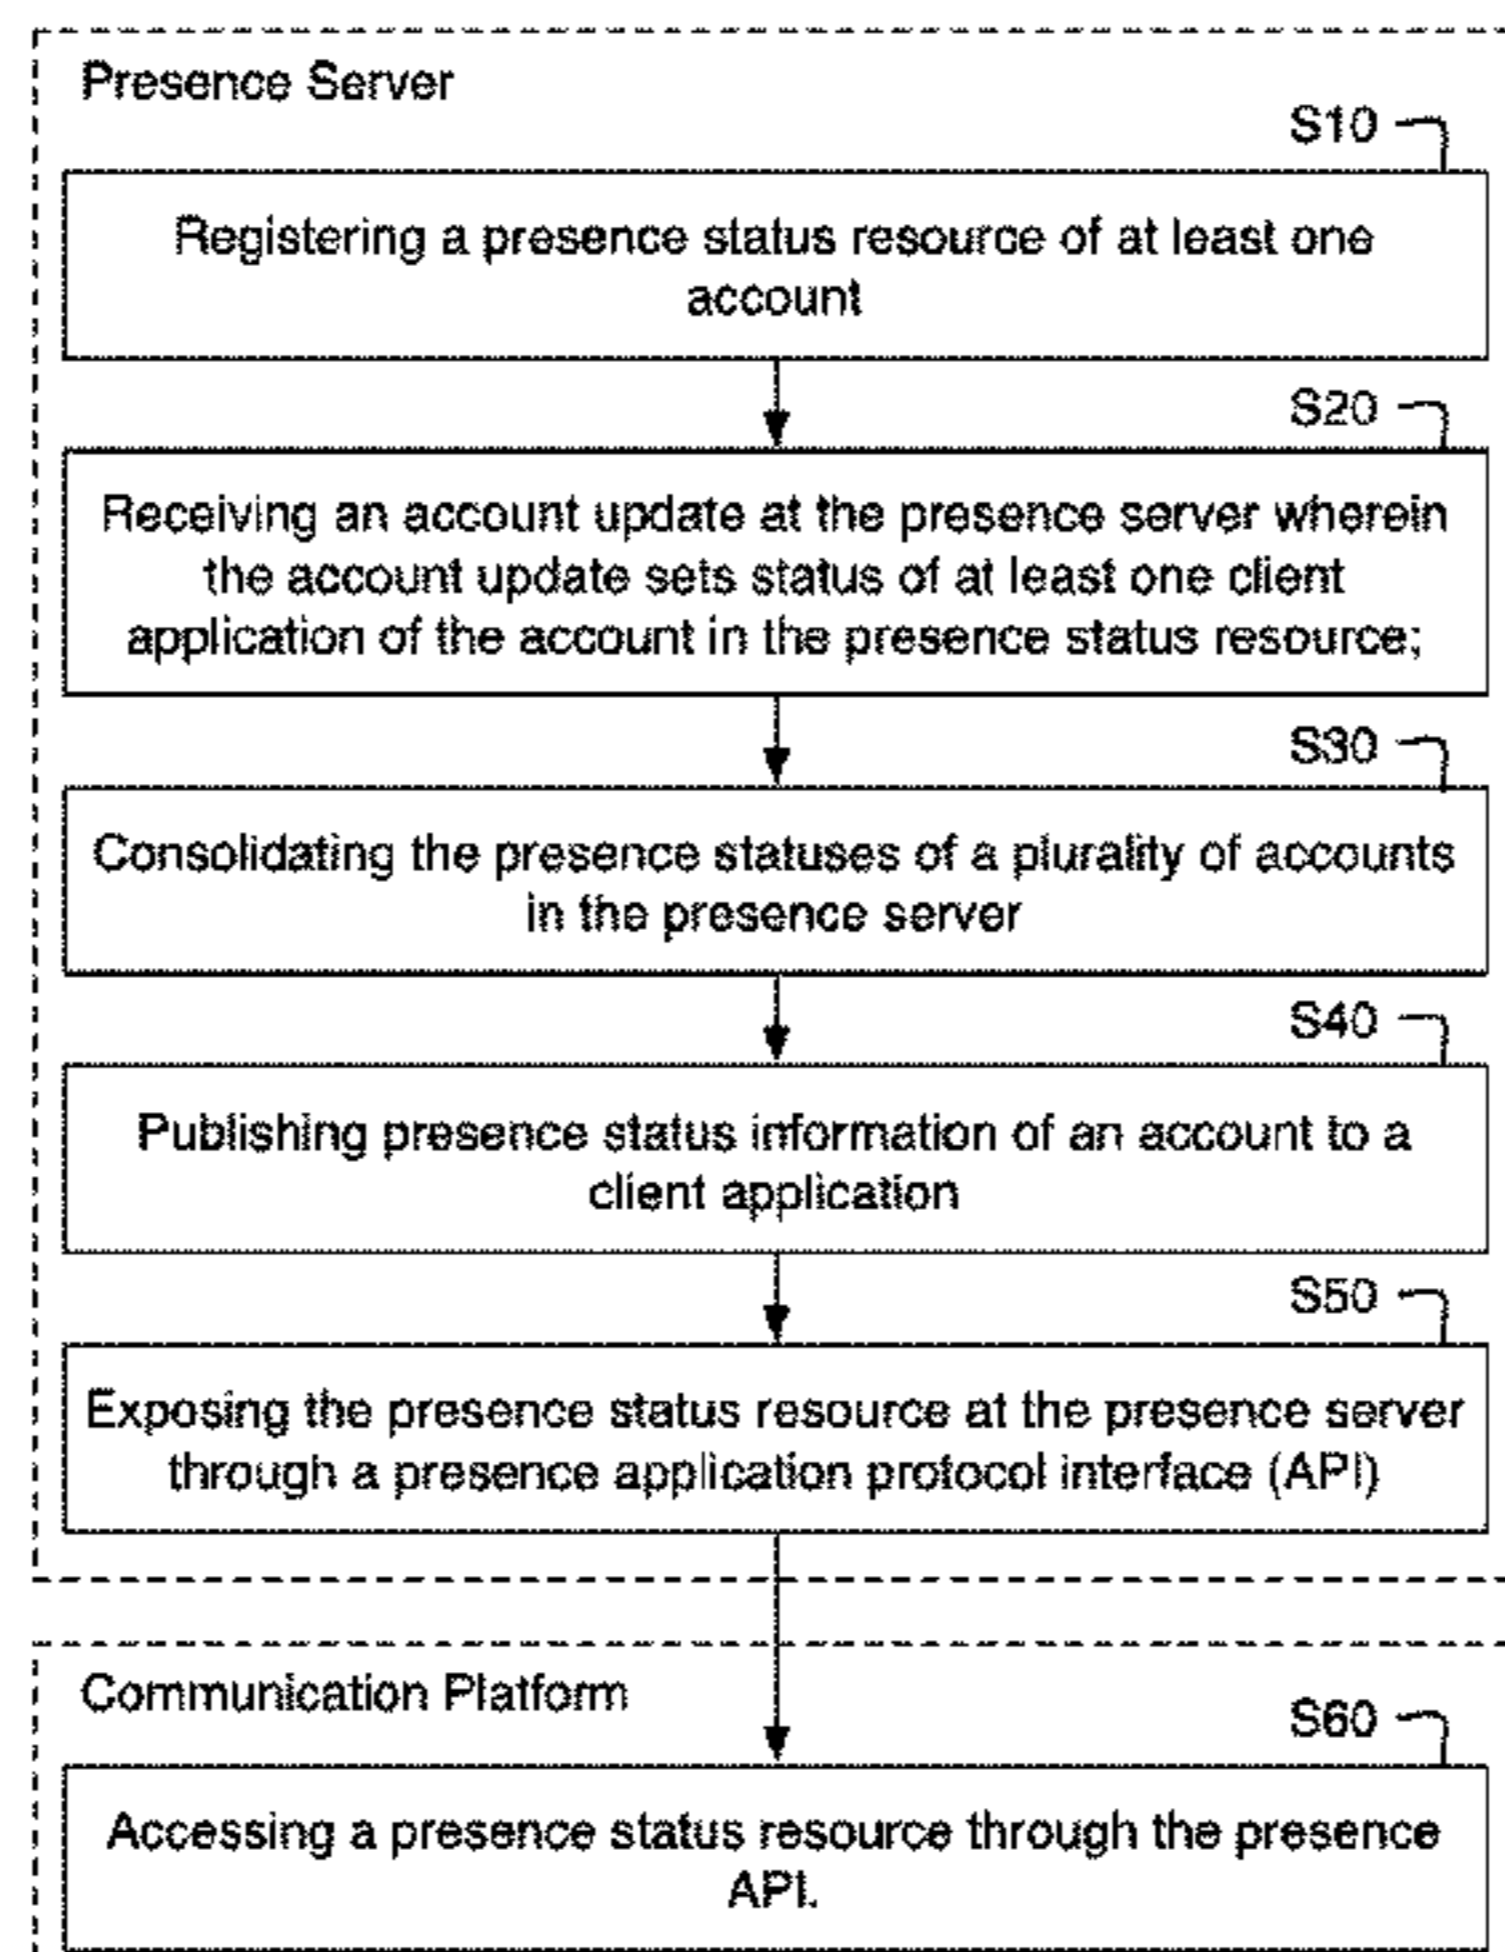 Presence Server
S10
Registering a presence status resource of at least one
account
S20
Receiving an account update at the presence server wherein
the account update sets status of at least one client
application of the account in the presence status resource;
S30
Consolidating the presence statuses of a plurality of accounts
in the presence server
S40
Publishing presence status information of an account to a
client application
S50
Exposing the presence status resource at the presence server
through a presence application protocol interface (API)
Communication Platform
S60
Accessing a presence status resource through the presence
API.